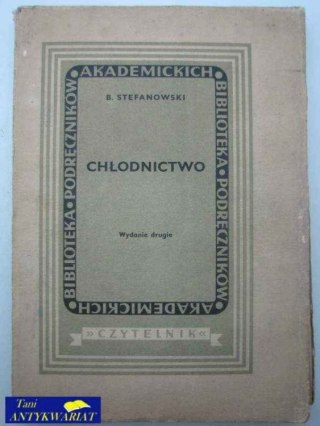 BIBLIOTEKA • PODRĘCZNIKÓW •
AKADEMICKICH •
BIBLIOTEKA • PODRĘCZNIKÓW •
AKADEMICKICH •
B. STEFANOWSKI
CHŁODNICTWO
Wydanie drugie
»CZYTELNIK«
Tani
ANTYKWARIAT